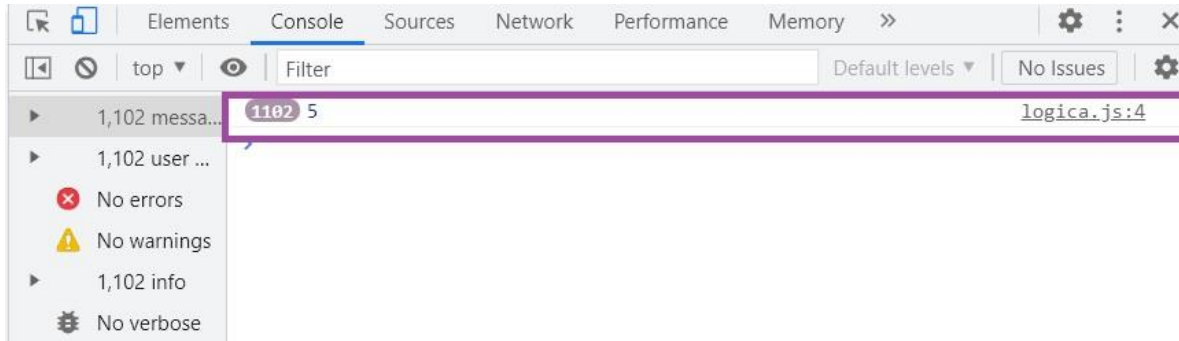 Elements Console Sources Network Performance Memory »
top ▼ Filter Default levels ▼ No Issues
1,102 messa... 1102 5 logica.js:4
1,102 user ...
No errors
No warnings
1,102 info
No verbose